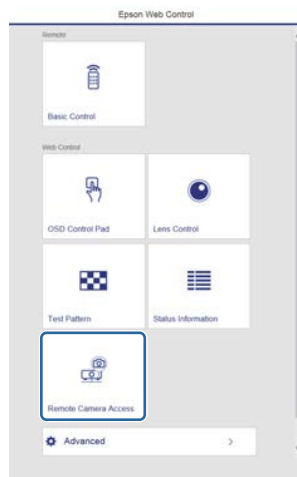 Epson Web Control
Remote
Basic Control
Web Control
OSD Control Pad
Lens Control
Test Pattern
Status Information
Remote Camera Access
Advanced